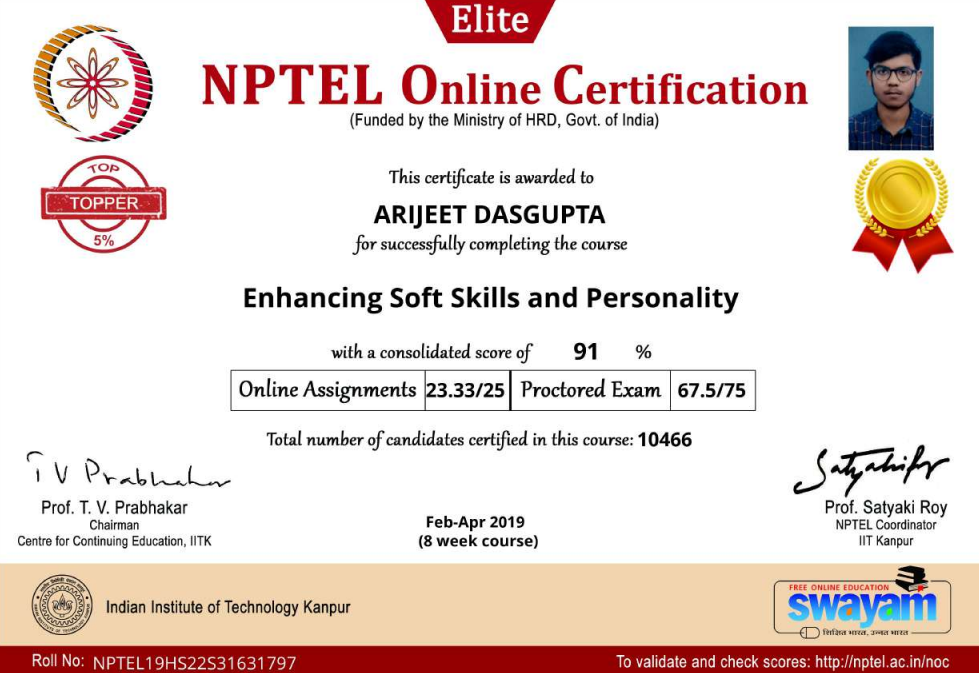 Elite
NPTEL Online Certification
(Funded by the Ministry of HRD, Govt. of India)
TOP
TOPPER
5%
This certificate is awarded to
ARIJEET DASGUPTA
for successfully completing the course
Enhancing Soft Skills and Personality
with a consolidated score of 91 %
Online Assignments 23.33/25 Proctored Exam 67.5/75
Total number of candidates certified in this course: 10466
T V Prabhakar
Prof. T. V. Prabhakar
Chairman
Centre for Continuing Education, IITK
Feb-Apr 2019
(8 week course)
Prof. Satyaki Roy
NPTEL Coordinator
IIT Kanpur
Indian Institute of Technology Kanpur
FREE ONLINE EDUCATION
swayam
शिक्षित भारत, उन्नत भारत
Roll No: NPTEL19HS22S31631797
To validate and check scores: http://nptel.ac.in/noc